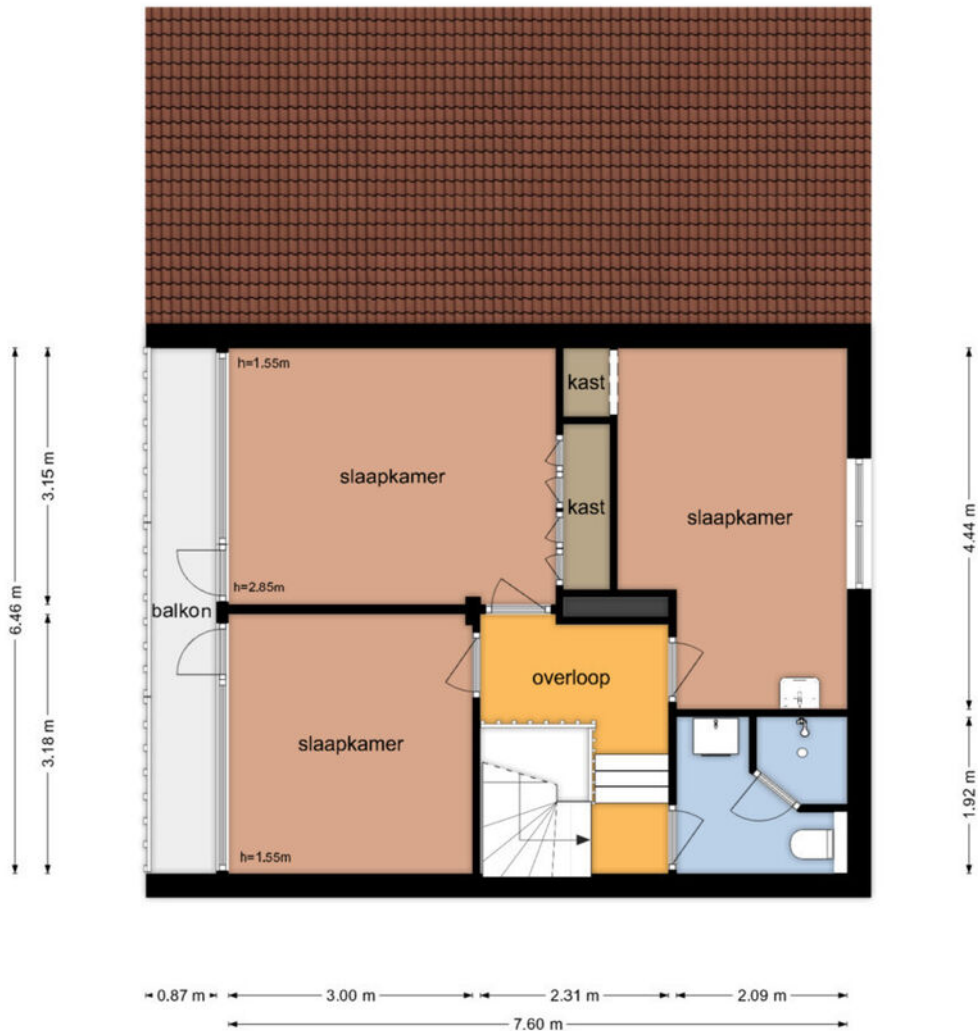 h=1.55m
kast
slaapkamer
kast
slaapkamer
h=2.85m
balkon
overloop
slaapkamer
h=1.55m
6.46 m
3.15 m
3.18 m
4.44 m
1.92 m
0.87 m
3.00 m
2.31 m
2.09 m
7.60 m